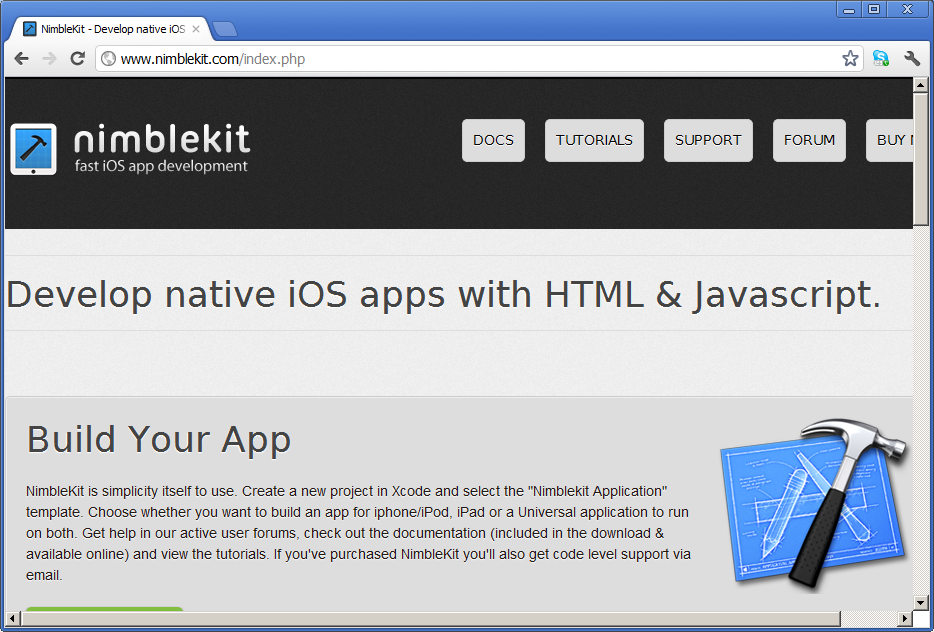 NimbleKit - Develop native iOS
www.nimblekit.com/index.php
nimblekit
fast iOS app development
DOCS
TUTORIALS
SUPPORT
FORUM
BUY
Develop native iOS apps with HTML & Javascript.
Build Your App
NimbleKit is simplicity itself to use. Create a new project in Xcode and select the "Nimblekit Application"
template. Choose whether you want to build an app for iphone/iPod, iPad or a Universal application to run
on both. Get help in our active user forums, check out the documentation (included in the download &
available online) and view the tutorials. If you've purchased NimbleKit you'll also get code level support via
email.